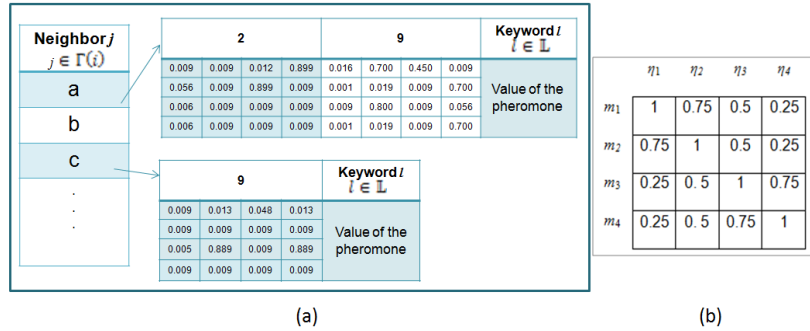 Neighbor j
j ∈ Γ(i)
a
b
c
.
.
.
2 9 Keyword l
l ∈ 𝕃
0.009 0.009 0.012 0.899 0.016 0.700 0.450 0.009
0.056 0.009 0.899 0.009 0.001 0.019 0.009 0.700
0.006 0.009 0.009 0.009 0.009 0.800 0.009 0.056
0.006 0.009 0.009 0.009 0.001 0.019 0.009 0.700
Value of the
pheromone
9 Keyword l
l ∈ 𝕃
0.009 0.013 0.048 0.013
0.009 0.009 0.009 0.009
0.005 0.889 0.009 0.889
0.009 0.009 0.009 0.009
Value of the
pheromone
(a)
η1 η2 η3 η4
m1 1 0.75 0.5 0.25
m2 0.75 1 0.5 0.25
m3 0.25 0.5 1 0.75
m4 0.25 0. 5 0.75 1
(b)